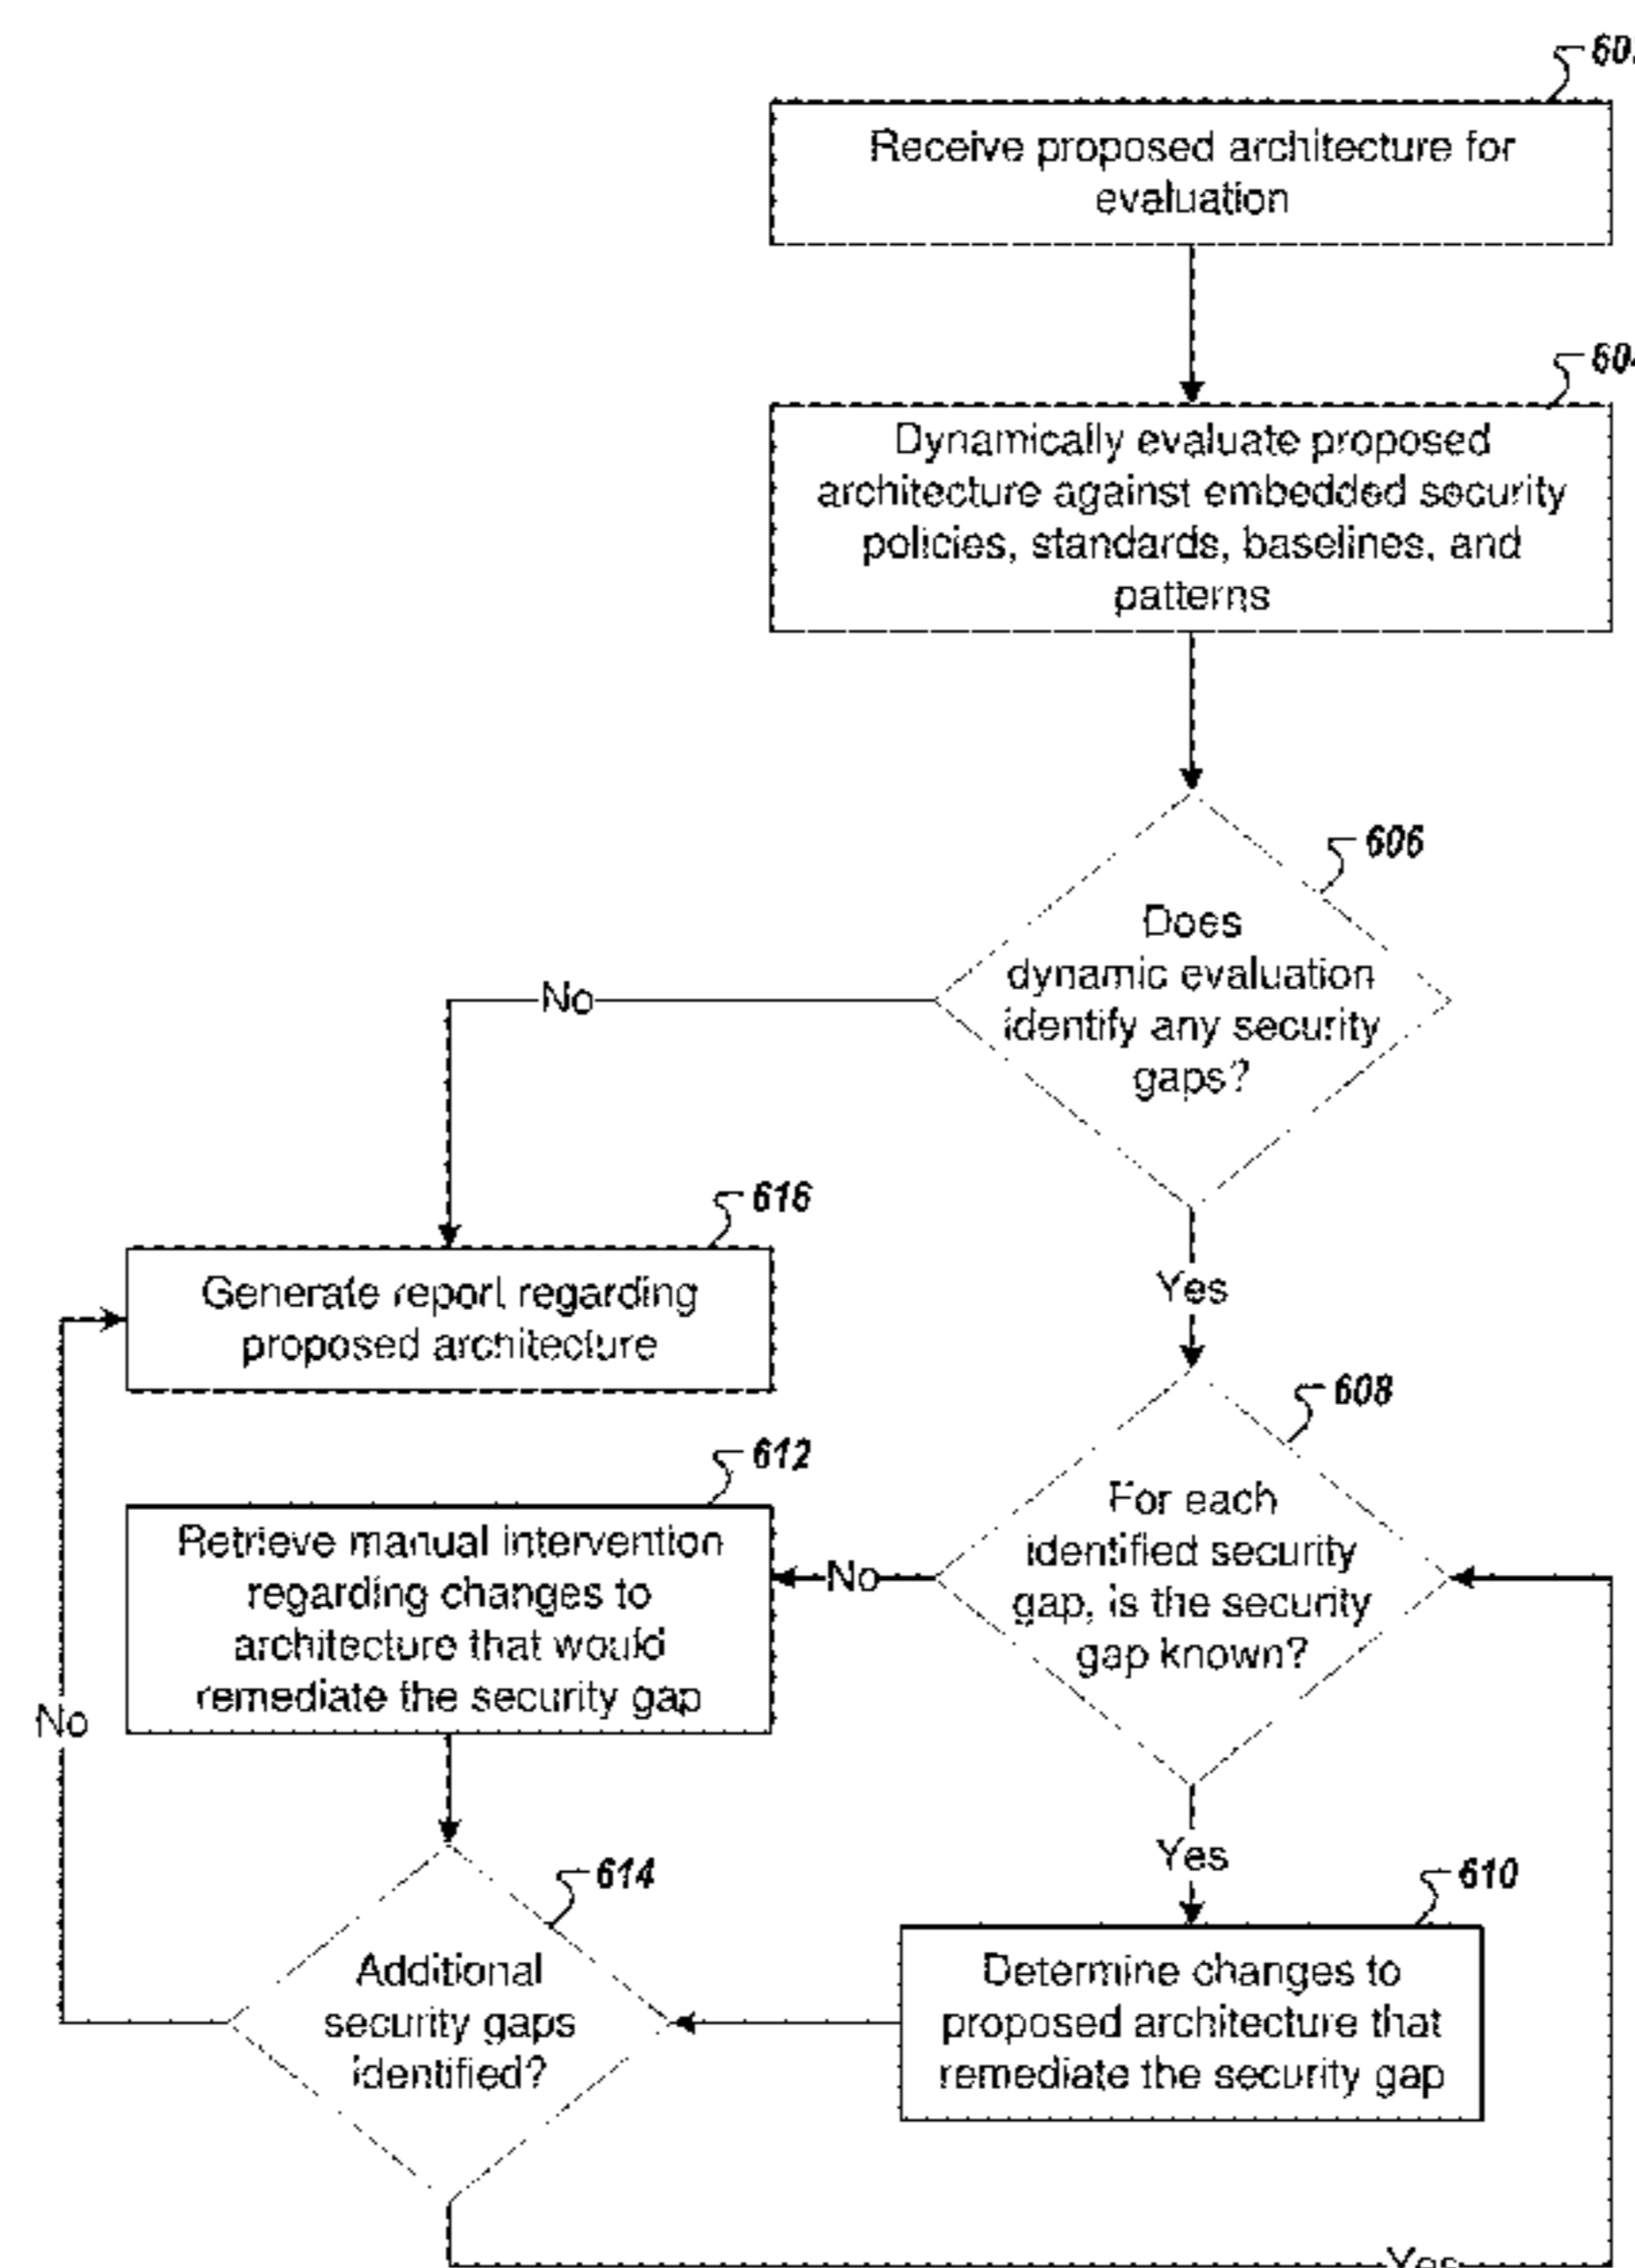 Receive proposed architecture for
evaluation
Dynamically evaluate proposed
architecture against embedded security
policies, standards, baselines, and
patterns
606
Does
dynamic evaluation
identify any security
gaps?
No
Yes
616
Generate report regarding
proposed architecture
608
For each
identified security
gap, is the security
gap known?
No
Yes
612
Retrieve manual intervention
regarding changes to
architecture that would
remediate the security gap
614
Additional
security gaps
identified?
No
Yes
610
Determine changes to
proposed architecture that
remediate the security gap